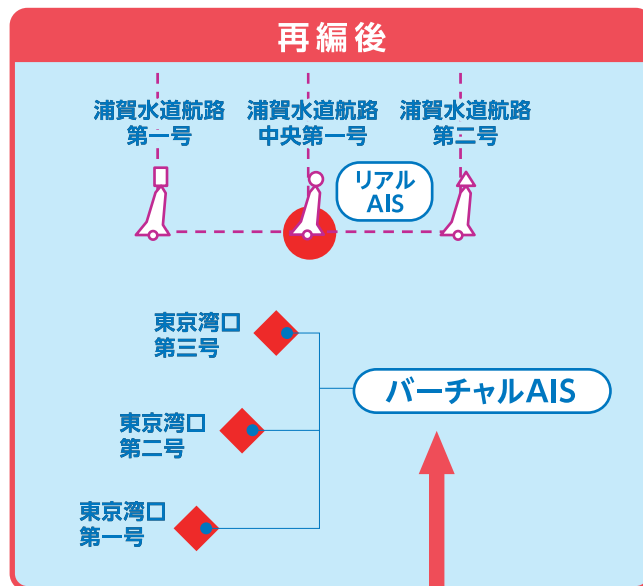 再編後
浦賀水道航路
第一号
浦賀水道航路
中央第一号
浦賀水道航路
第二号
リアル
AIS
東京湾口
第三号
バーチャルAIS
東京湾口
第二号
東京湾口
第一号